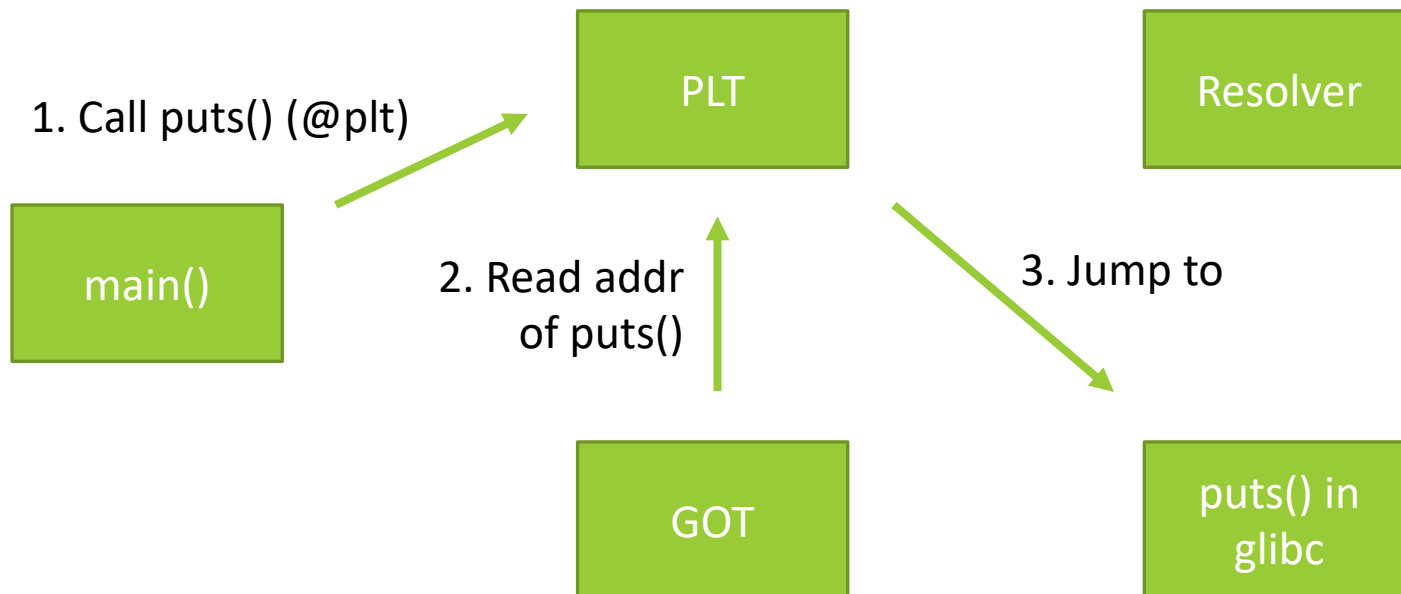 PLT
Resolver
1. Call puts() (@plt)
main()
2. Read addr
of puts()
3. Jump to
GOT
puts() in
glibc